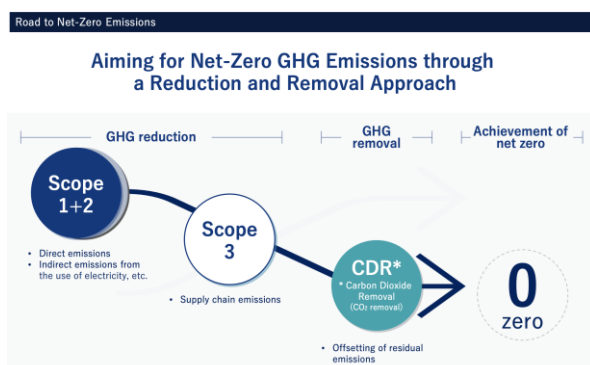 Road to Net-Zero Emissions
Aiming for Net-Zero GHG Emissions through
a Reduction and Removal Approach
GHG reduction
GHG
removal
Achievement of
net zero
Scope
1+2
• Direct emissions
• Indirect emissions from
the use of electricity, etc.
Scope
3
• Supply chain emissions
CDR*
* Carbon Dioxide
Removal
(CO₂ removal)
• Offsetting of residual
emissions
0
zero